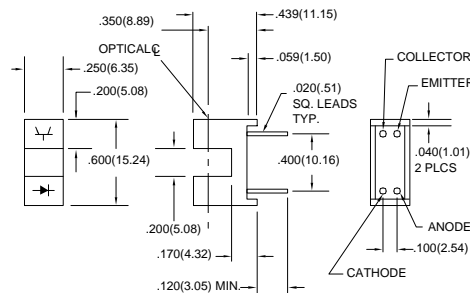 .350(8.89)
.439(11.15)
OPTICALC
.059(1.50)
COLLECTOR
.250(6.35)
EMITTER
.200(5.08)
.020(.51)
SQ. LEADS
TYP.
.040(1.01)
2 PLCS
.600(15.24)
.400(10.16)
.200(5.08)
ANODE
.170(4.32)
.100(2.54)
CATHODE
.120(3.05) MIN.